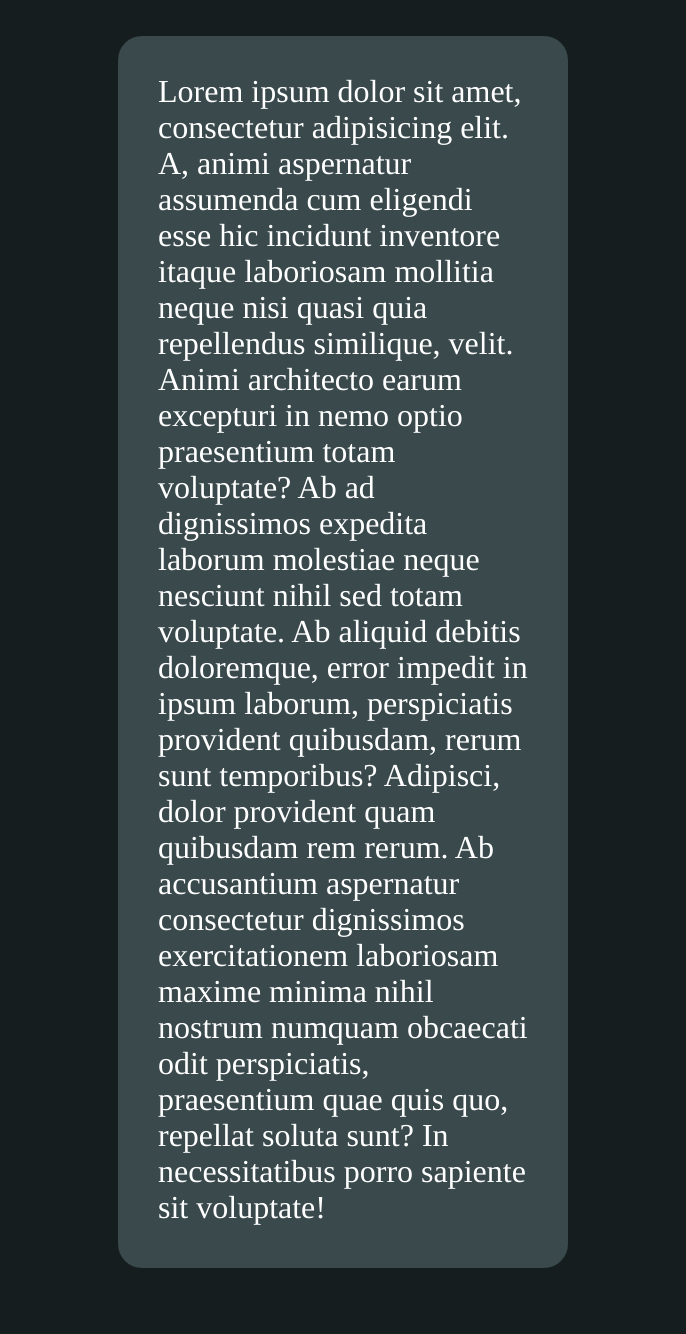 Lorem ipsum dolor sit amet,
consectetur adipisicing elit.
A, animi aspernatur
assumenda cum eligendi
esse hic incidunt inventore
itaque laboriosam mollitia
neque nisi quasi quia
repellendus similique, velit.
Animi architecto earum
excepturi in nemo optio
praesentium totam
voluptate? Ab ad
dignissimos expedita
laborum molestiae neque
nesciunt nihil sed totam
voluptate. Ab aliquid debitis
doloremque, error impedit in
ipsum laborum, perspiciatis
provident quibusdam, rerum
sunt temporibus? Adipisci,
dolor provident quam
quibusdam rem rerum. Ab
accusantium aspernatur
consectetur dignissimos
exercitationem laboriosam
maxime minima nihil
nostrum numquam obcaecati
odit perspiciatis,
praesentium quae quis quo,
repellat soluta sunt? In
necessitatibus porro sapiente
sit voluptate!